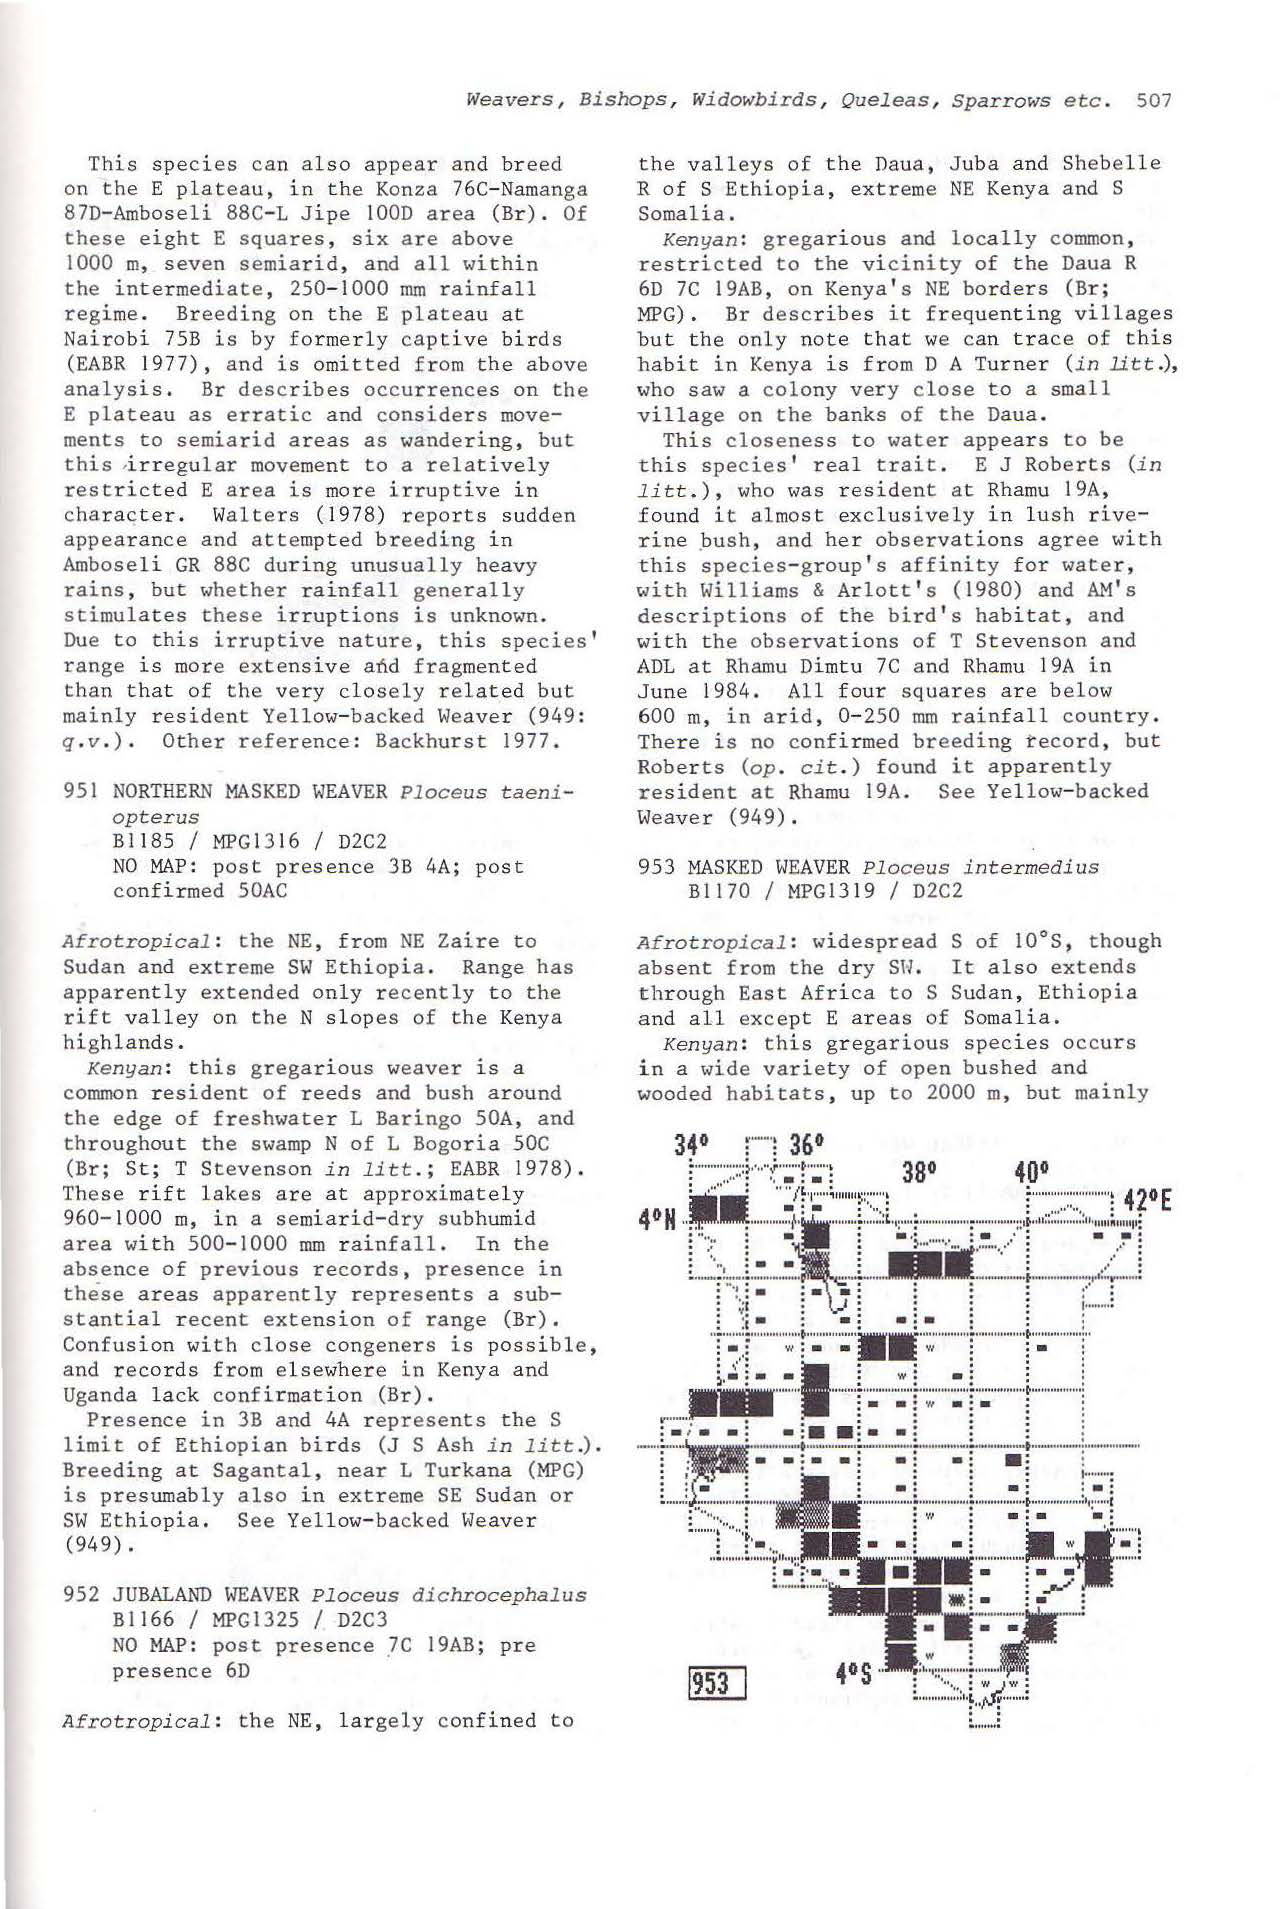 Weavers, Bishops, Widowbirds, Queleas, Sparrows etc. 507
This species can also appear and breed
on the E plateau, in the Konza 76C-Namanga
87D-Amboseli 88C-L Jipe 100D area (Br). Of
these eight E squares, six are above
1000 m, seven semiarid, and all within
the intermediate, 250-1000 mm rainfall
regime. Breeding on the E plateau at
Nairobi 75B is by formerly captive birds
(EABR 1977), and is omitted from the above
analysis. Br describes occurrences on the
E plateau as erratic and considers move-
ments to semiarid areas as wandering, but
this irregular movement to a relatively
restricted E area is more irruptive in
character. Walters (1978) reports sudden
appearance and attempted breeding in
Amboseli GR 88C during unusually heavy
rains, but whether rainfall generally
stimulates these irruptions is unknown.
Due to this irruptive nature, this species'
range is more extensive and fragmented
than that of the very closely related but
mainly resident Yellow-backed Weaver (949:
q.v.). Other reference: Backhurst 1977.
951 NORTHERN MASKED WEAVER Ploceus taeni-
opterus
B1185 / MPG1316 / D2C2
NO MAP: post presence 3B 4A; post
confirmed 50AC
Afrotropical: the NE, from NE Zaire to
Sudan and extreme SW Ethiopia. Range has
apparently extended only recently to the
rift valley on the N slopes of the Kenya
highlands.
Kenyan: this gregarious weaver is a
common resident of reeds and bush around
the edge of freshwater L Baringo 50A, and
throughout the swamp N of L Bogoria 50C
(Br; St; T Stevenson in litt.; EABR 1978).
These rift lakes are at approximately
960-1000 m, in a semiarid-dry subhumid
area with 500-1000 mm rainfall. In the
absence of previous records, presence in
these areas apparently represents a sub-
stantial recent extension of range (Br).
Confusion with close congeners is possible,
and records from elsewhere in Kenya and
Uganda lack confirmation (Br).
Presence in 3B and 4A represents the S
limit of Ethiopian birds (J S Ash in litt.).
Breeding at Sagantal, near L Turkana (MPG)
is presumably also in extreme SE Sudan or
SW Ethiopia. See Yellow-backed Weaver
(949).
952 JUBALAND WEAVER Ploceus dichrocephalus
B1166 / MPG1325 / D2C3
NO MAP: post presence 7C 19AB; pre
presence 6D
Afrotropical: the NE, largely confined to
the valleys of the Daua, Juba and Shebelle
R of S Ethiopia, extreme NE Kenya and S
Somalia.
Kenyan: gregarious and locally common,
restricted to the vicinity of the Daua R
6D 7C 19AB, on Kenya's NE borders (Br;
MPG). Br describes it frequenting villages
but the only note that we can trace of this
habit in Kenya is from D A Turner (in litt.),
who saw a colony very close to a small
village on the banks of the Daua.
This closeness to water appears to be
this species' real trait. E J Roberts (in
litt.), who was resident at Rhamu 19A,
found it almost exclusively in lush rive-
rine bush, and her observations agree with
this species-group's affinity for water,
with Williams & Arlott's (1980) and AM's
descriptions of the bird's habitat, and
with the observations of T Stevenson and
ADL at Rhamu Dimtu 7C and Rhamu 19A in
June 1984. All four squares are below
600 m, in arid, 0-250 mm rainfall country.
There is no confirmed breeding record, but
Roberts (op. cit.) found it apparently
resident at Rhamu 19A. See Yellow-backed
Weaver (949).
953 MASKED WEAVER Ploceus intermedius
B1170 / MPG1319 / D2C2
Afrotropical: widespread S of 10°S, though
absent from the dry SW. It also extends
through East Africa to S Sudan, Ethiopia
and all except E areas of Somalia.
Kenyan: this gregarious species occurs
in a wide variety of open bushed and
wooded habitats, up to 2000 m, but mainly
34° 36°
38° 40°
42°E
4°N
w w
w
w
w
w
w
w w
4°S
953